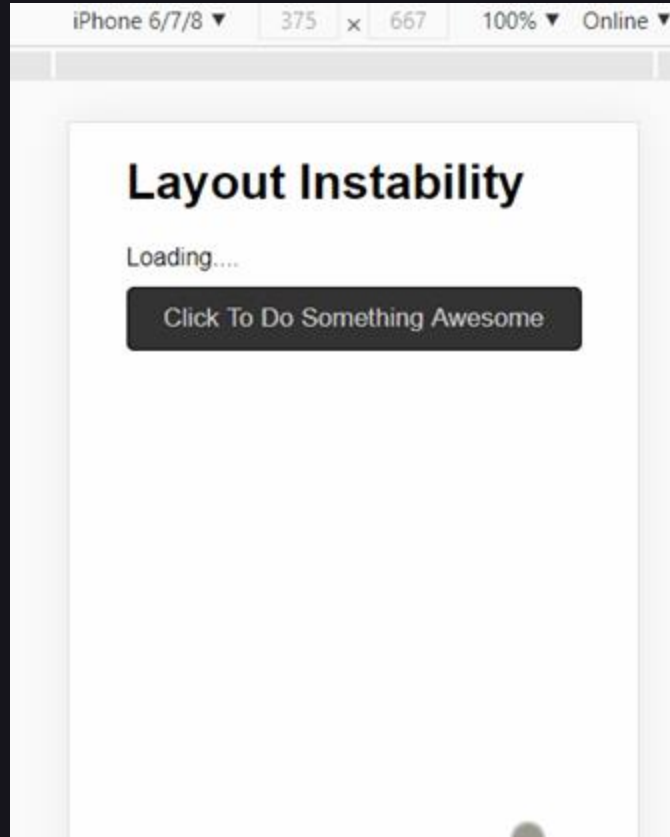 iPhone 6/7/8 ▼ 375 × 667 100% ▼ Online ▼
Layout Instability
Loading....
Click To Do Something Awesome